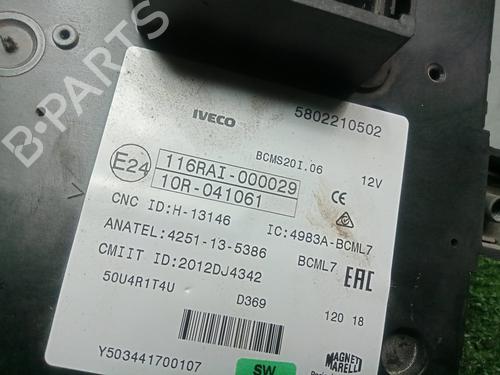 B-PARTS
IVECO
5802210502
BCMS20I.06
12V
E24
116RAI-000029
10R-041061
CE
CNC ID:H-13146
IC:4983A-BCML7
ANATEL:4251-13-5386
BCML7
EAC
CMIIT ID:2012DJ4342
50U4R1T4U
D369
120 18
Y503441700107
SW
MAGNETI
MARELLI